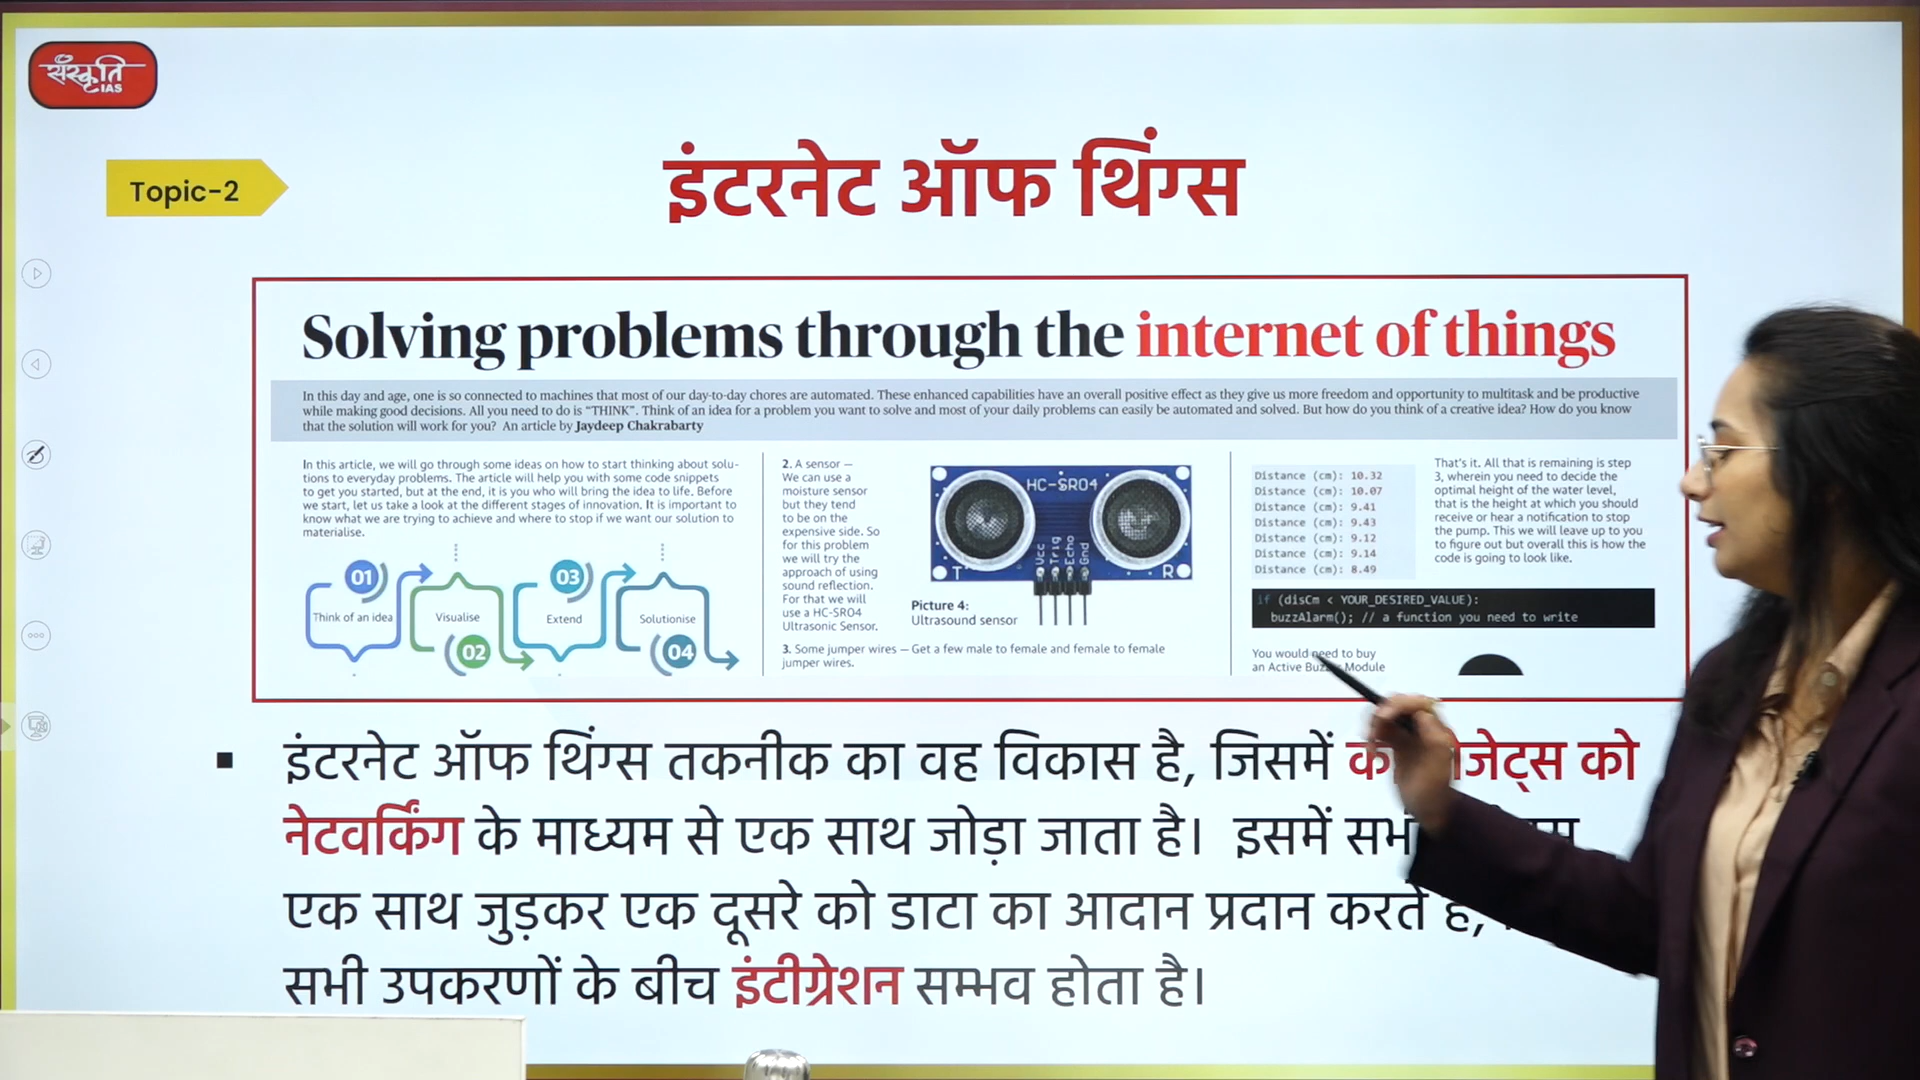 संस्कृति
IAS
Topic-2
इंटरनेट ऑफ थिंग्स
Solving problems through the internet of things
In this day and age, one is so connected to machines that most of our day-to-day chores are automated. These enhanced capabilities have an overall positive effect as they give us more freedom and opportunity to multitask and be productive
while making good decisions. All you need to do is “THINK”. Think of an idea for a problem you want to solve and most of your daily problems can easily be automated and solved. But how do you think of a creative idea? How do you know
that the solution will work for you? An article by Jaydeep Chakrabarty
In this article, we will go through some ideas on how to start thinking about solu-
tions to everyday problems. The article will help you with some code snippets
to get you started, but at the end, it is you who will bring the idea to life. Before
we start, let us take a look at the different stages of innovation. It is important to
know what we are trying to achieve and where to stop if we want our solution to
materialise.
01
Think of an idea
Visualise
02
03
Extend
Solutionise
04
2. A sensor —
We can use a
moisture sensor
but they tend
to be on the
expensive side. So
for this problem
we will try the
approach of using
sound reflection.
For that we will
use a HC-SR04
Ultrasonic Sensor.
HC-SR04
Vcc
Trig
Echo
Gnd
T
R
Picture 4:
Ultrasound sensor
3. Some jumper wires — Get a few male to female and female to female
jumper wires.
Distance (cm): 10.32
Distance (cm): 10.07
Distance (cm): 9.41
Distance (cm): 9.43
Distance (cm): 9.12
Distance (cm): 9.14
Distance (cm): 8.49
That's it. All that is remaining is step
3, wherein you need to decide the
optimal height of the water level,
that is the height at which you should
receive or hear a notification to stop
the pump. This we will leave up to you
to figure out but overall this is how the
code is going to look like.
if (disCm < YOUR_DESIRED_VALUE):
buzzAlarm(); // a function you need to write
You would need to buy
an Active Module
इंटरनेट ऑफ थिंग्स तकनीक का वह विकास है, जिसमें को
नेटवर्किंग के माध्यम से एक साथ जोड़ा जाता है। इसमें
एक साथ जुड़कर एक दूसरे को डाटा का आदान प्रदान करते
सभी उपकरणों के बीच इंटीग्रेशन सम्भव होता है।